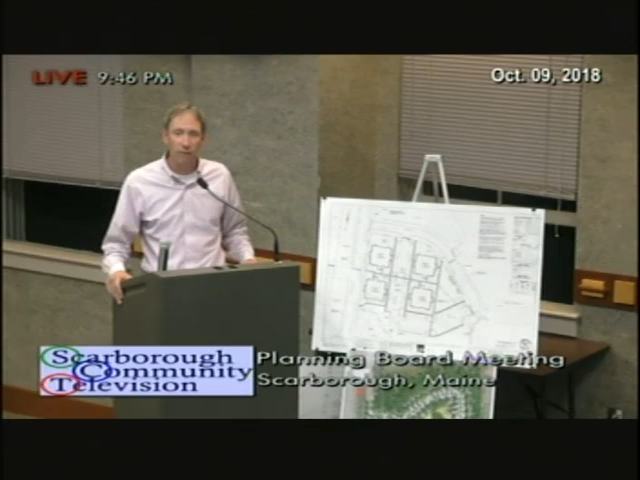 LIVE 9:46 PM
Oct. 09, 2018
Scarborough
Community
Television
Planning Board Meeting
Scarborough, Maine